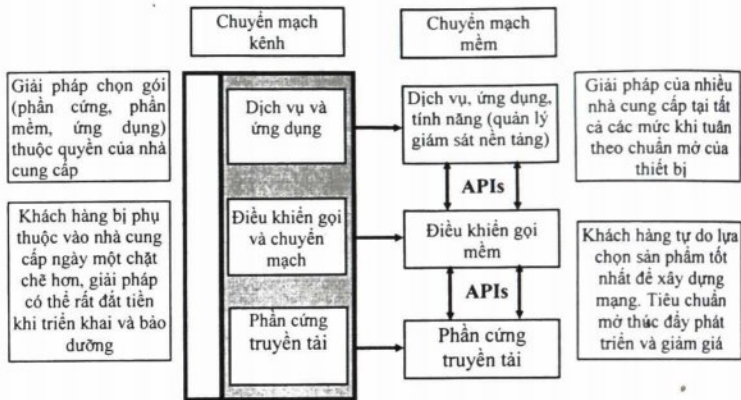 Chuyển mạch
kênh
Chuyển mạch
mềm
Giải pháp chọn gói
(phần cứng, phần
mềm, ứng dụng)
thuộc quyền của nhà
cung cấp
Dịch vụ và
ứng dụng
Dịch vụ, ứng dụng,
tính năng (quản lý
giám sát nền tảng)
Giải pháp của nhiều
nhà cung cấp tại tất
cả các mức khi tuân
theo chuẩn mở của
thiết bị
APIs
Khách hàng bị phụ
thuộc vào nhà cung
cấp ngày một chặt
chẽ hơn, giải pháp
có thể rất đắt tiền
khi triển khai và bảo
dưỡng
Điều khiển gọi
và chuyển
mạch
Điều khiển gọi
mềm
Khách hàng tự do lựa
chọn sản phẩm tốt
nhất để xây dựng
mạng. Tiêu chuẩn
mở thúc đẩy phát
triển và giảm giá
APIs
Phần cứng
truyền tải
Phần cứng
truyền tải